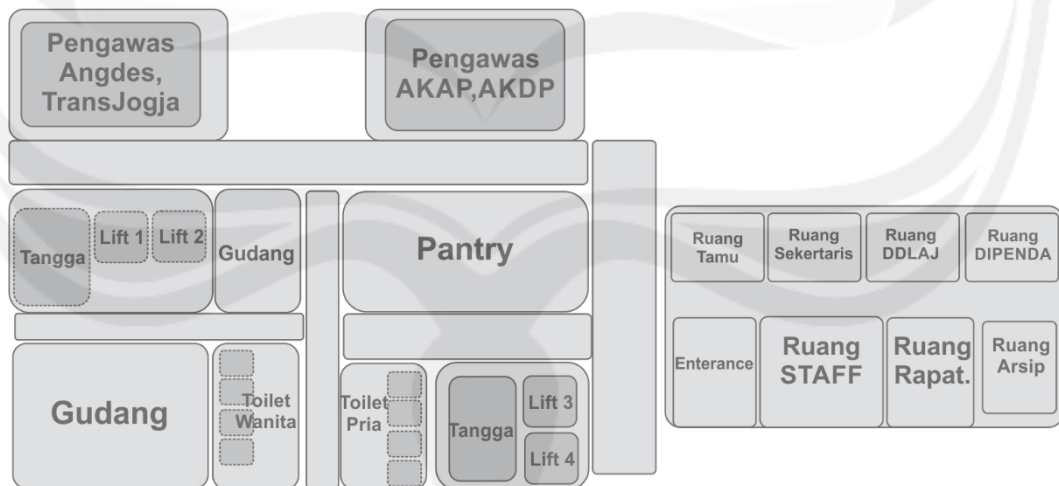 Pengawas
Angdes,
TransJogja
Pengawas
AKAP,AKDP
Tangga
Lift 1
Lift 2
Gudang
Pantry
Ruang
Tamu
Ruang
Sekertaris
Ruang
DDLAJ
Ruang
DIPENDA
Gudang
Toilet
Wanita
Toilet
Pria
Tangga
Lift 3
Lift 4
Enterance
Ruang
STAFF
Ruang
Rapat.
Ruang
Arsip